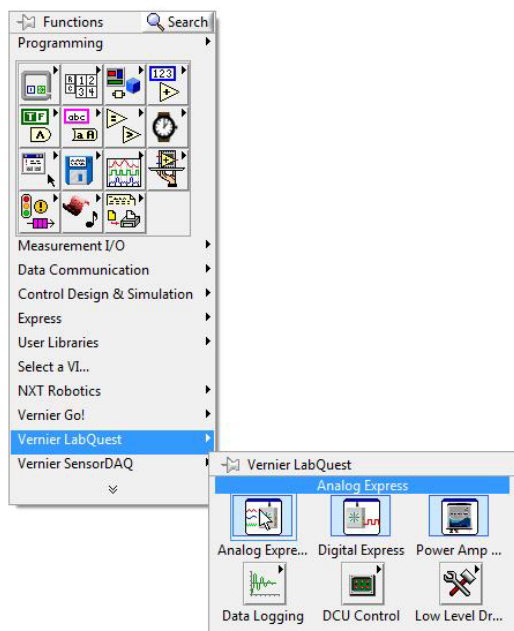 Functions Search
Programming
Measurement I/O
Data Communication
Control Design & Simulation
Express
User Libraries
Select a VI...
NXT Robotics
Vernier Go!
Vernier LabQuest
Vernier SensorDAQ
Vernier LabQuest
Analog Express
Analog Expre... Digital Express Power Amp ...
Data Logging DCU Control Low Level Dr...